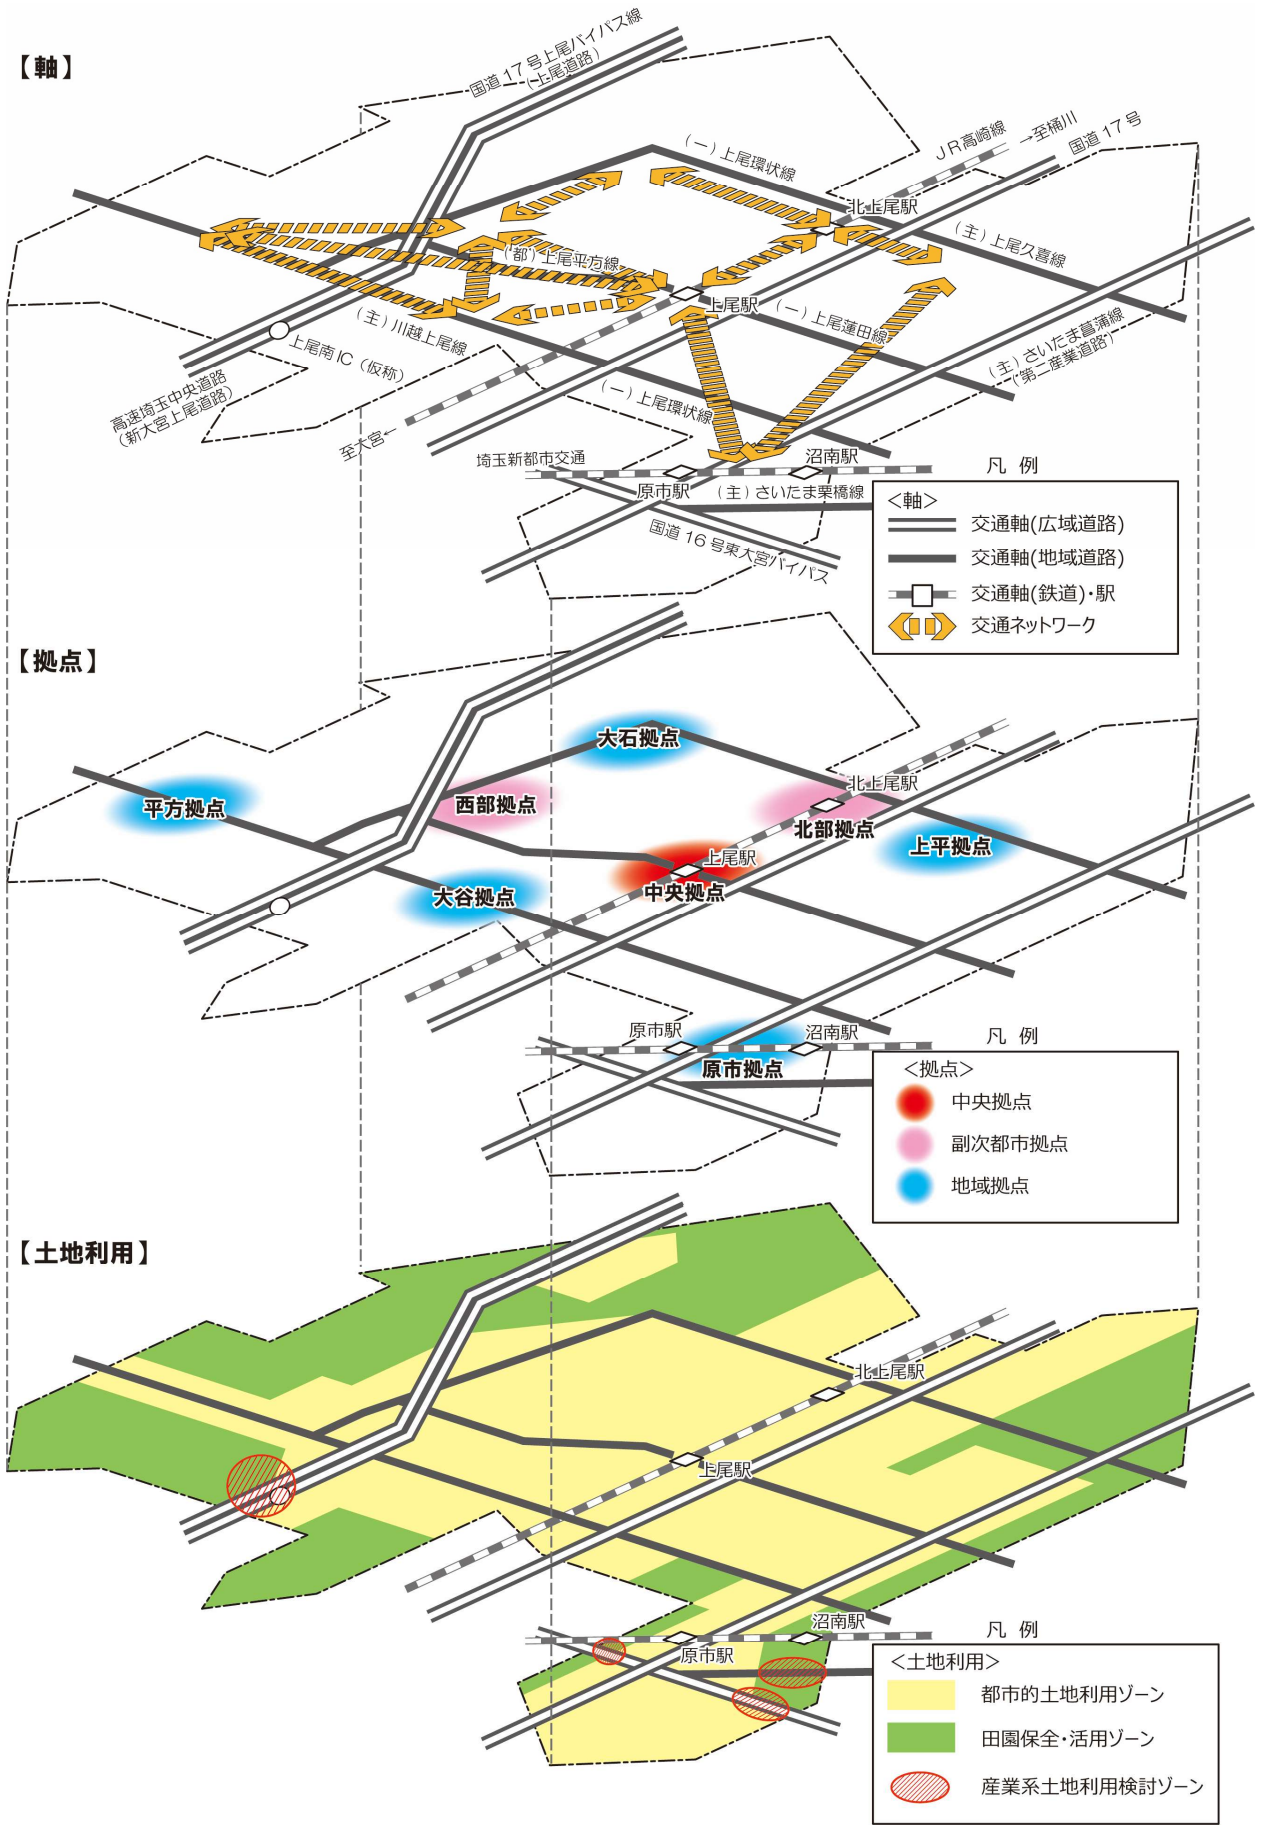 【軸】
国道17号上尾バイパス線
(上尾道路)
(一)上尾環状線
JR高崎線
→至桶川
国道17号
北上尾駅
(主)上尾久喜線
(都)上尾平方線
上尾駅
(一)上尾蓮田線
(主)川越上尾線
上尾南IC(仮称)
(主)さいたま菖蒲線
(第二産業道路)
高速埼玉中央道路
(新大宮上尾道路)
(一)上尾環状線
至大宮←
埼玉新都市交通
沼南駅
原市駅
(主)さいたま栗橋線
国道16号東大宮バイパス
凡 例
<軸>
交通軸(広域道路)
交通軸(地域道路)
交通軸(鉄道)・駅
交通ネットワーク
【拠点】
大石拠点
平方拠点
西部拠点
北上尾駅
北部拠点
上平拠点
上尾駅
中央拠点
大谷拠点
原市駅
沼南駅
原市拠点
凡 例
<拠点>
中央拠点
副次都市拠点
地域拠点
【土地利用】
北上尾駅
上尾駅
沼南駅
原市駅
凡 例
<土地利用>
都市的土地利用ゾーン
田園保全・活用ゾーン
産業系土地利用検討ゾーン